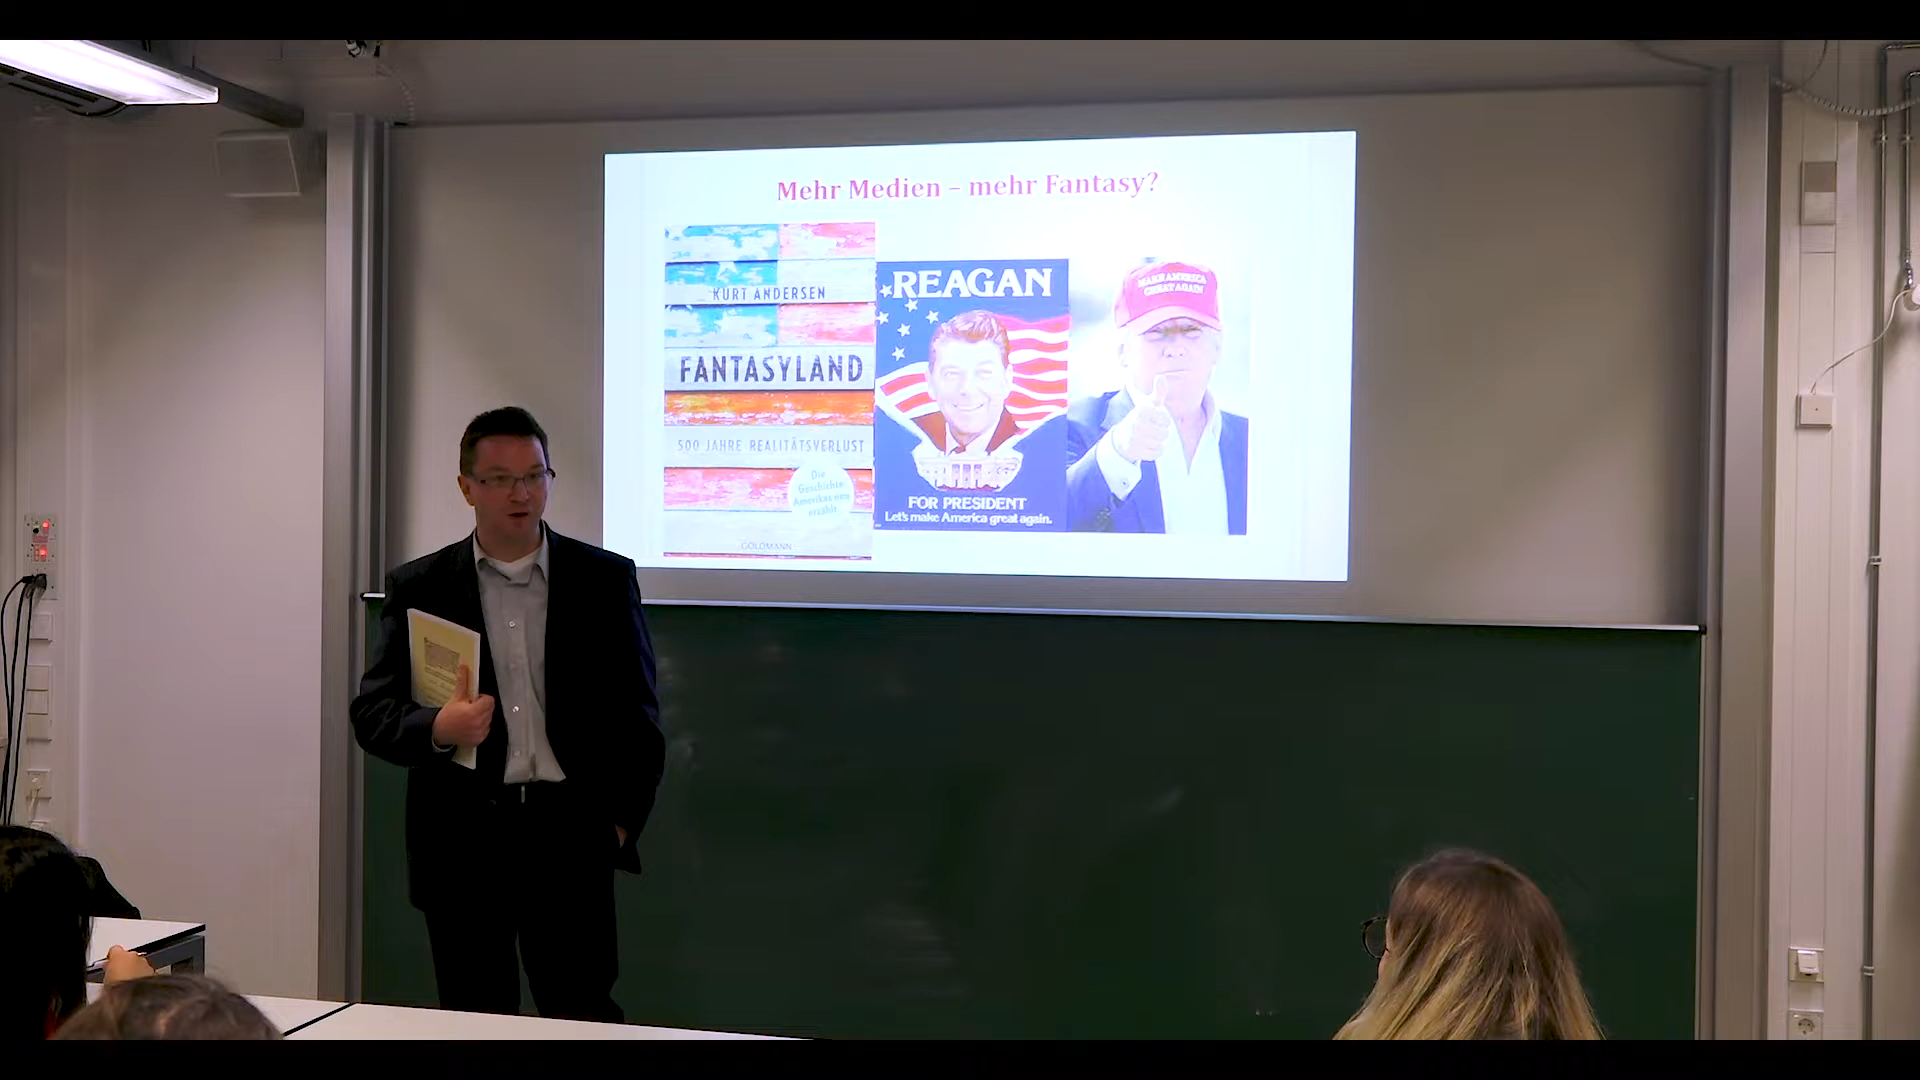 Mehr Medien – mehr Fantasy?
KURT ANDERSEN
FANTASYLAND
500 JAHRE REALITÄTSVERLUST
Die
Geschichte
Amerikas neu
erzählt
GOLDMANN
REAGAN
FOR PRESIDENT
Let's make America great again.
MAKE AMERICA
GREAT AGAIN